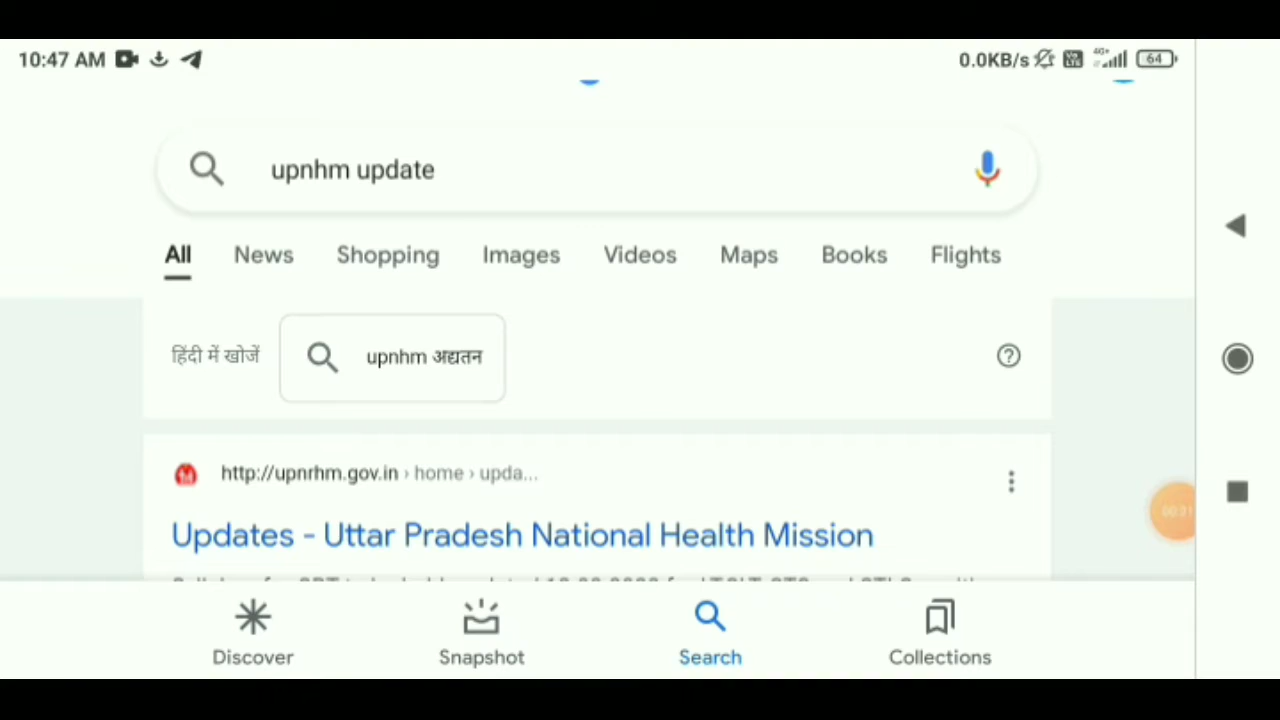 10:47 AM
0.0KB/s 4G+ 64
upnhm update
All News Shopping Images Videos Maps Books Flights
हिंदी में खोजें upnhm अद्यतन
http://upnrhm.gov.in › home › upda...
Updates - Uttar Pradesh National Health Mission
Discover Snapshot Search Collections